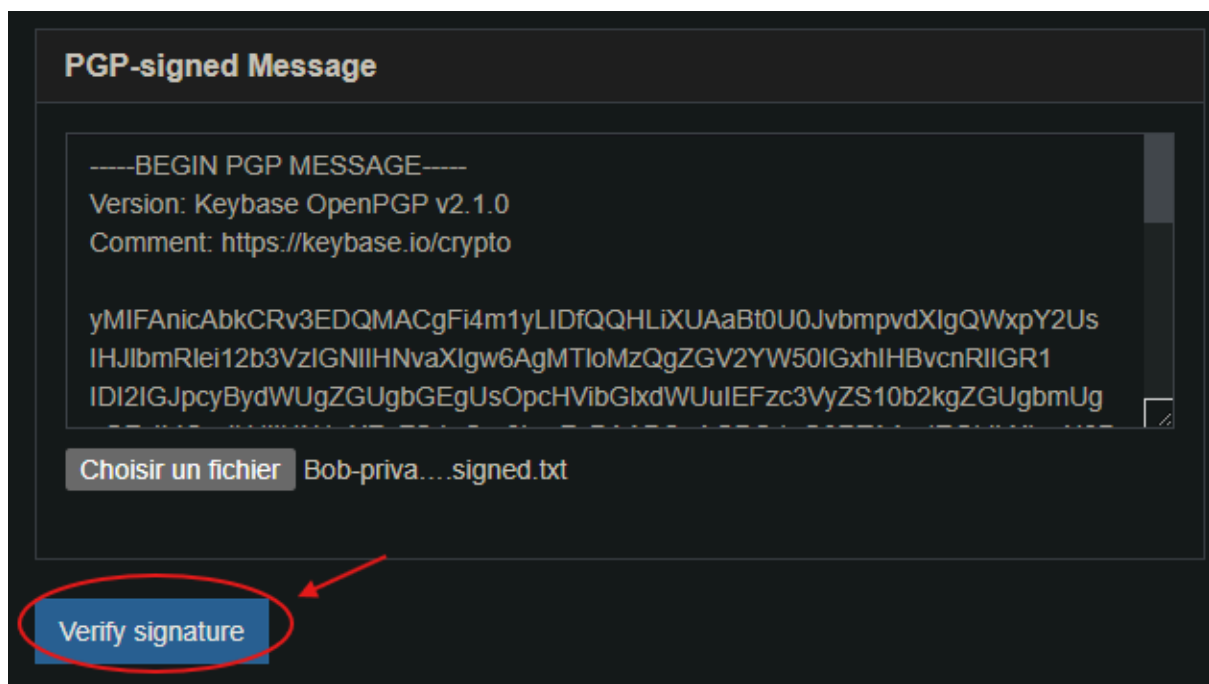 PGP-signed Message
-----BEGIN PGP MESSAGE-----
Version: Keybase OpenPGP v2.1.0
Comment: https://keybase.io/crypto
yMIFAnicAbkCRv3EDQMACgFi4m1yLIDfQQHLiXUAaBt0U0JvbmpvdXIgQWxpY2Us
IHJlbmRlei12b3VzIGNlIHNvaXIgw6AgMTloMzQgZGV2YW50IGxhIHBvcnRlIGR1
IDI2IGJpcyBydWUgZGUgbGEgUsOpcHVibGlxdWUuIEFzc3VyZS10b2kgZGUgbmUg
Choisir un fichier Bob-priva….signed.txt
Verify signature